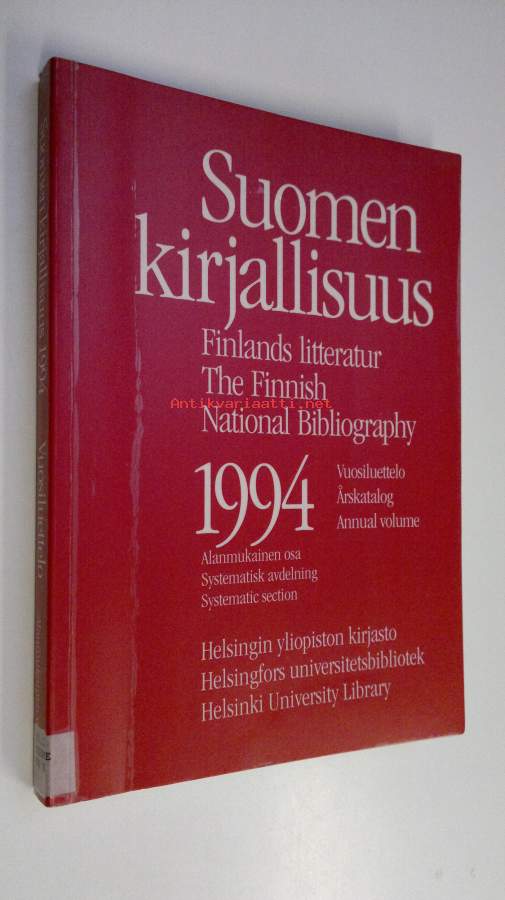 Suomen
kirjallisuus
Finlands litteratur
The Finnish
Antikvariaatti.net
National Bibliography
1994
Vuosiluettelo
Årskatalog
Annual volume
Alanmukainen osa
Systematisk avdelning
Systematic section
Helsingin yliopiston kirjasto
Helsingfors universitetsbibliotek
Helsinki University Library
Suomen kirjallisuus 1994 Vuosiluettelo